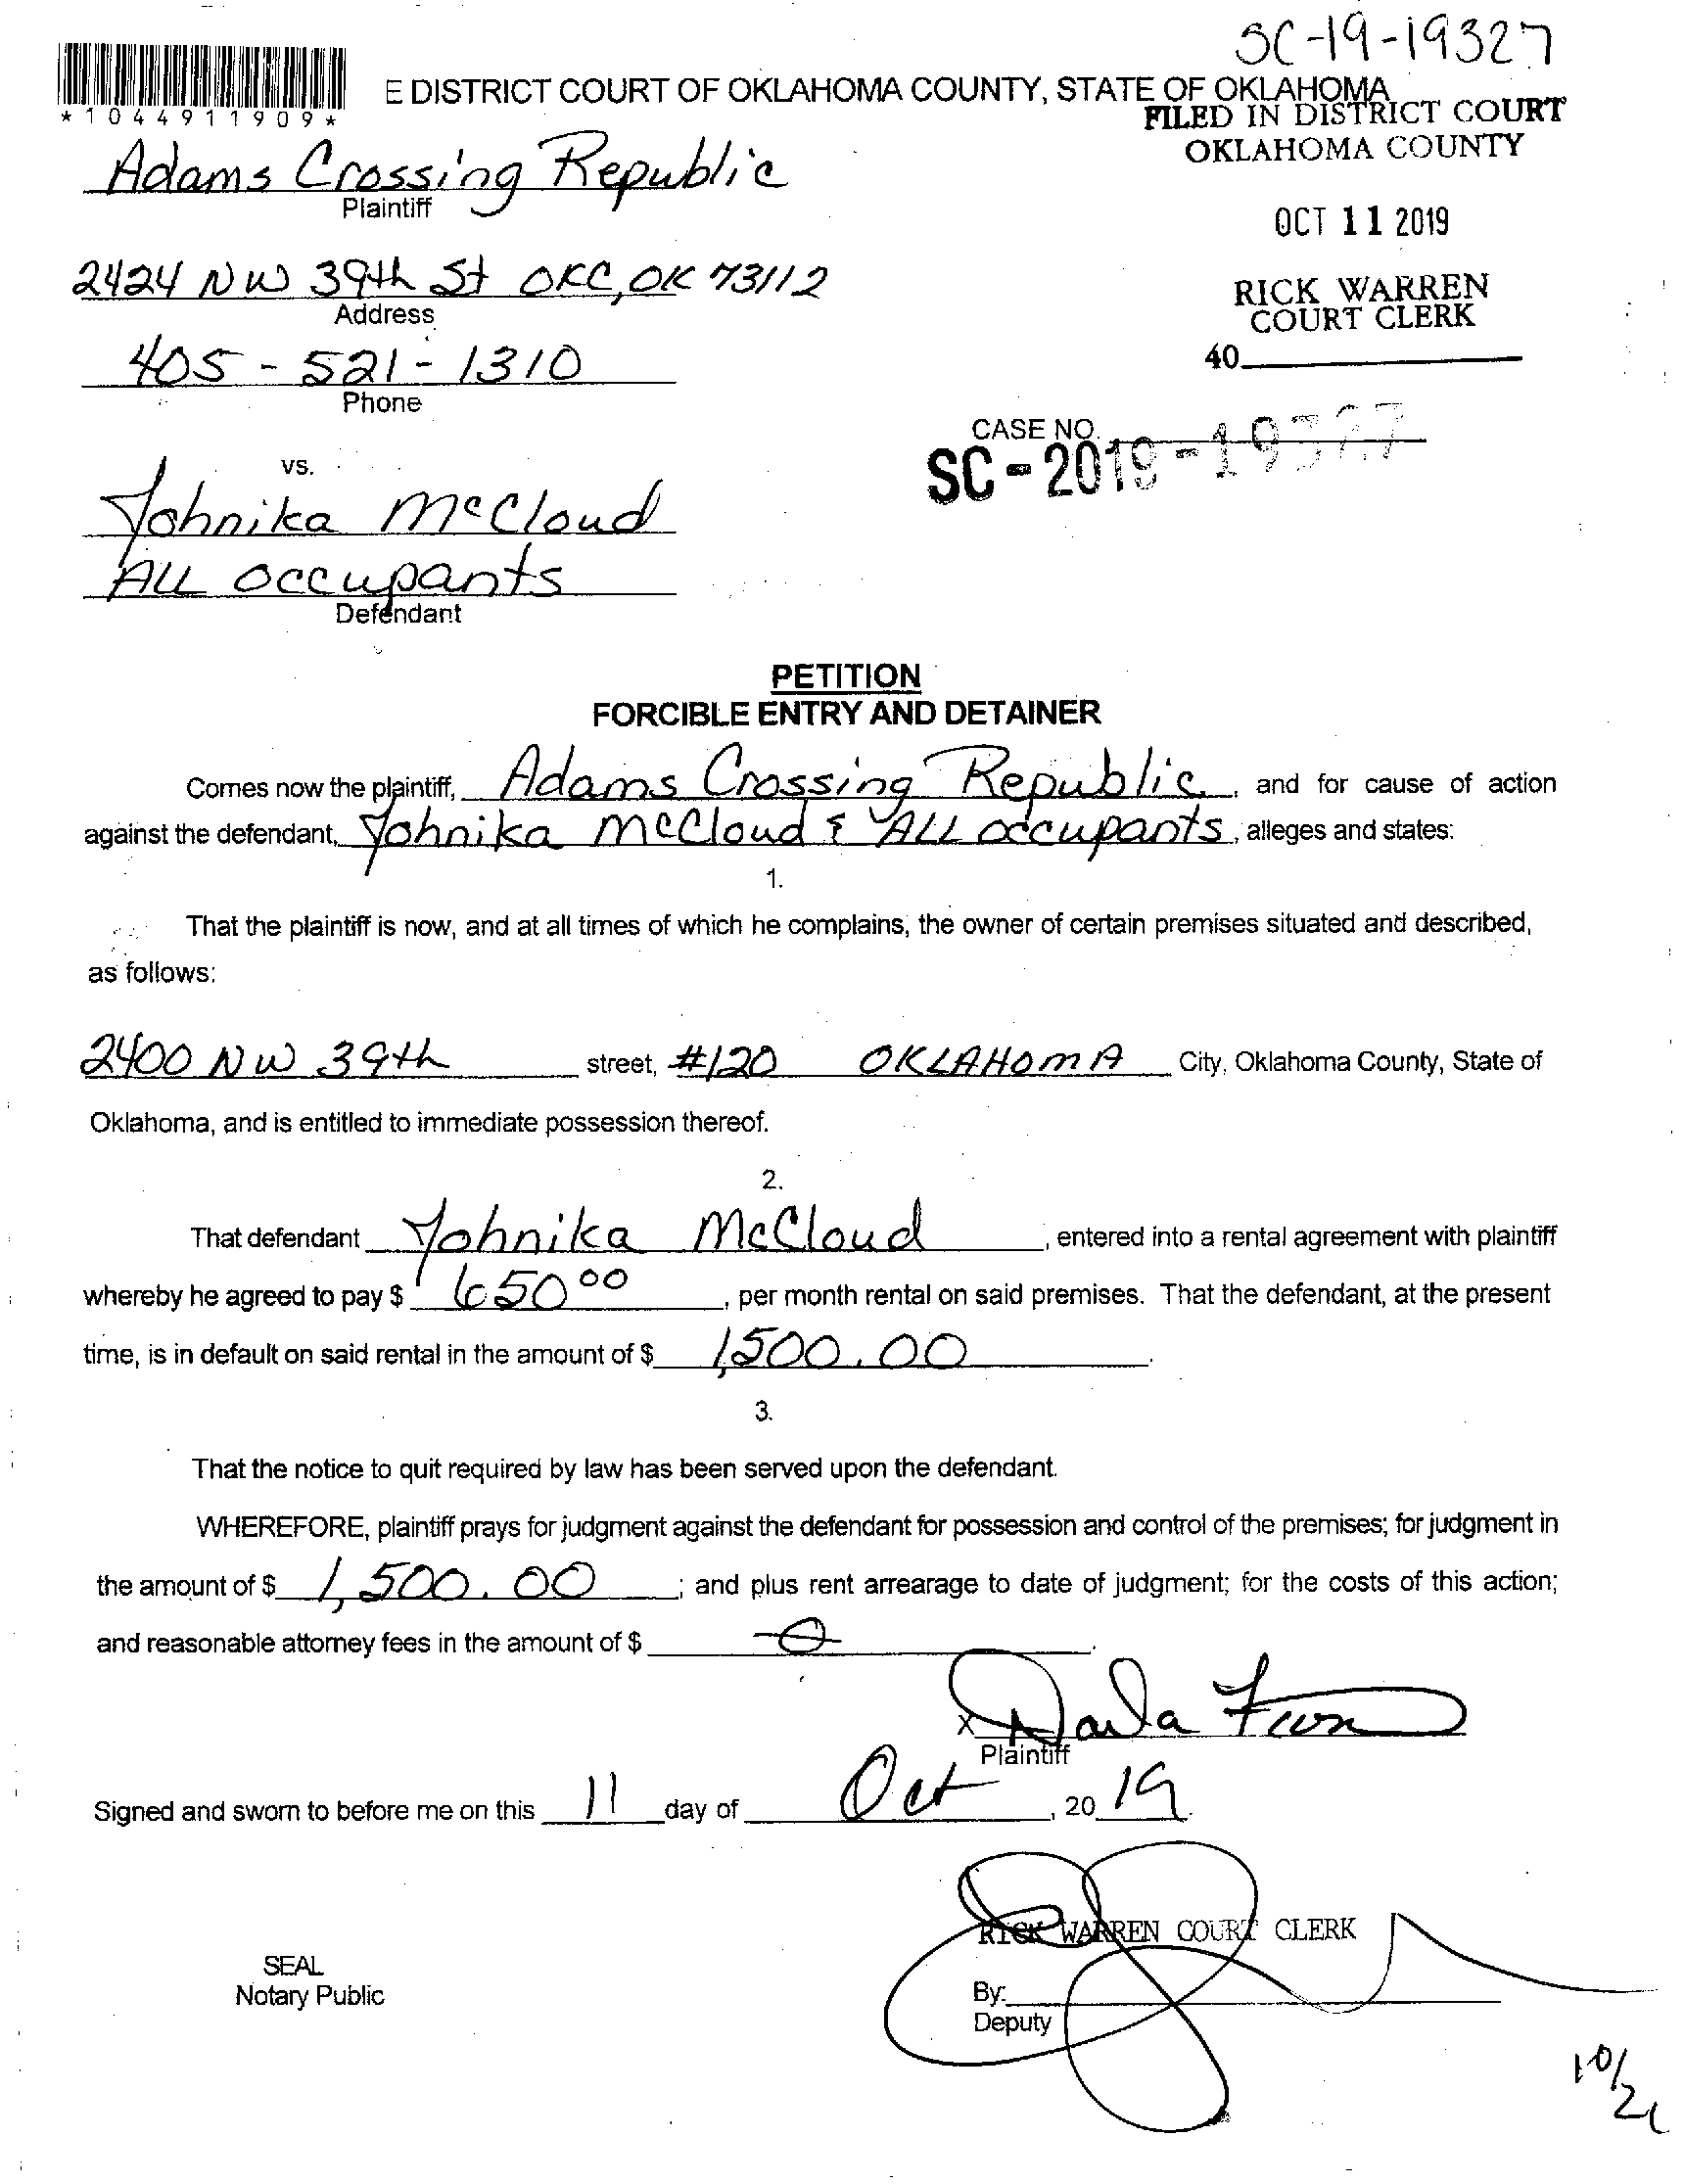 SC-19-19327
E DISTRICT COURT OF OKLAHOMA COUNTY, STATE OF OKLAHOMA
*1044911909*
FILED IN DISTRICT COURT
OKLAHOMA COUNTY
Adams Crossing Republic
Plaintiff
OCT 11 2019
2424 NW 39th St OKC, OK 73112
Address
RICK WARREN
COURT CLERK
405-521-1310
Phone
40
CASE NO.
SC-2019-19327
vs.
Yohnika McCloud
ALL occupants
Defendant
PETITION
FORCIBLE ENTRY AND DETAINER
Comes now the plaintiff, Adams Crossing Republic, and for cause of action
against the defendant, Yohnika McCloud & ALL occupants, alleges and states:
1.
That the plaintiff is now, and at all times of which he complains, the owner of certain premises situated and described,
as follows:
2400 NW 39th street, #120 OKLAHOMA City, Oklahoma County, State of
Oklahoma, and is entitled to immediate possession thereof.
2.
That defendant Yohnika McCloud, entered into a rental agreement with plaintiff
whereby he agreed to pay $ 650 00, per month rental on said premises. That the defendant, at the present
time, is in default on said rental in the amount of $ 1,500.00.
3.
That the notice to quit required by law has been served upon the defendant.
WHEREFORE, plaintiff prays for judgment against the defendant for possession and control of the premises; for judgment in
the amount of $ 1,500.00; and plus rent arrearage to date of judgment; for the costs of this action;
and reasonable attorney fees in the amount of $ 0.
X Darla
Plaintiff
Signed and sworn to before me on this 11 day of Oct, 2019.
RICK WARREN COURT CLERK
SEAL
Notary Public
By:
Deputy
10/21